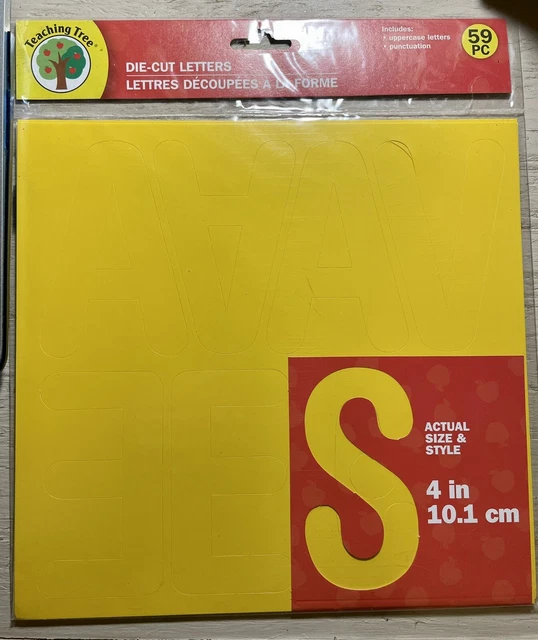 Teaching Tree®
DIE-CUT LETTERS
LETTRES DÉCOUPÉES À LA FORME
Includes:
• uppercase letters
• punctuation
59
PC
S
ACTUAL
SIZE &
STYLE
4 in
10.1 cm